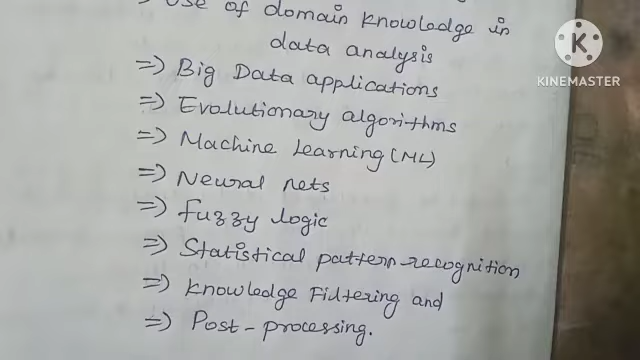 => Use of domain knowledge in
data analysis
=> Big Data applications
=> Evolutionary algorithms
=> Machine Learning (ML)
=> Neural nets
=> Fuzzy logic
=> Statistical pattern-recognition
=> Knowledge Filtering and
=> Post-processing.
KINEMASTER